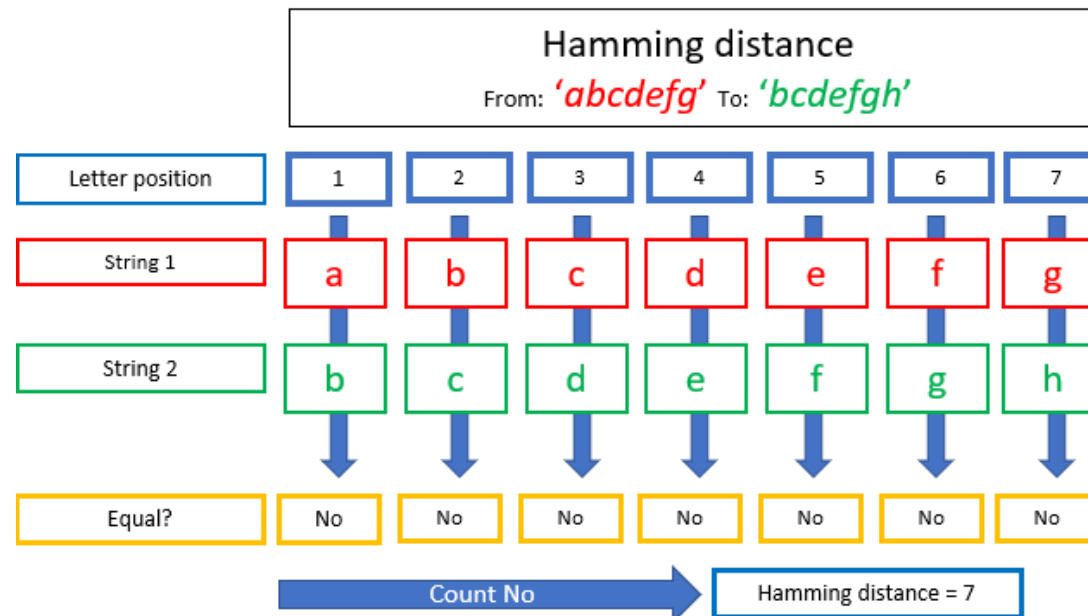 Hamming distance
From: ‘abcdefg’ To: ‘bcdefgh’
Letter position 1 2 3 4 5 6 7
String 1 a b c d e f g
String 2 b c d e f g h
Equal? No No No No No No No
Count No Hamming distance = 7